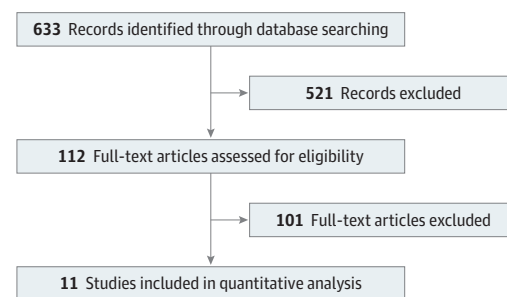 633 Records identified through database searching
521 Records excluded
112 Full-text articles assessed for eligibility
101 Full-text articles excluded
11 Studies included in quantitative analysis